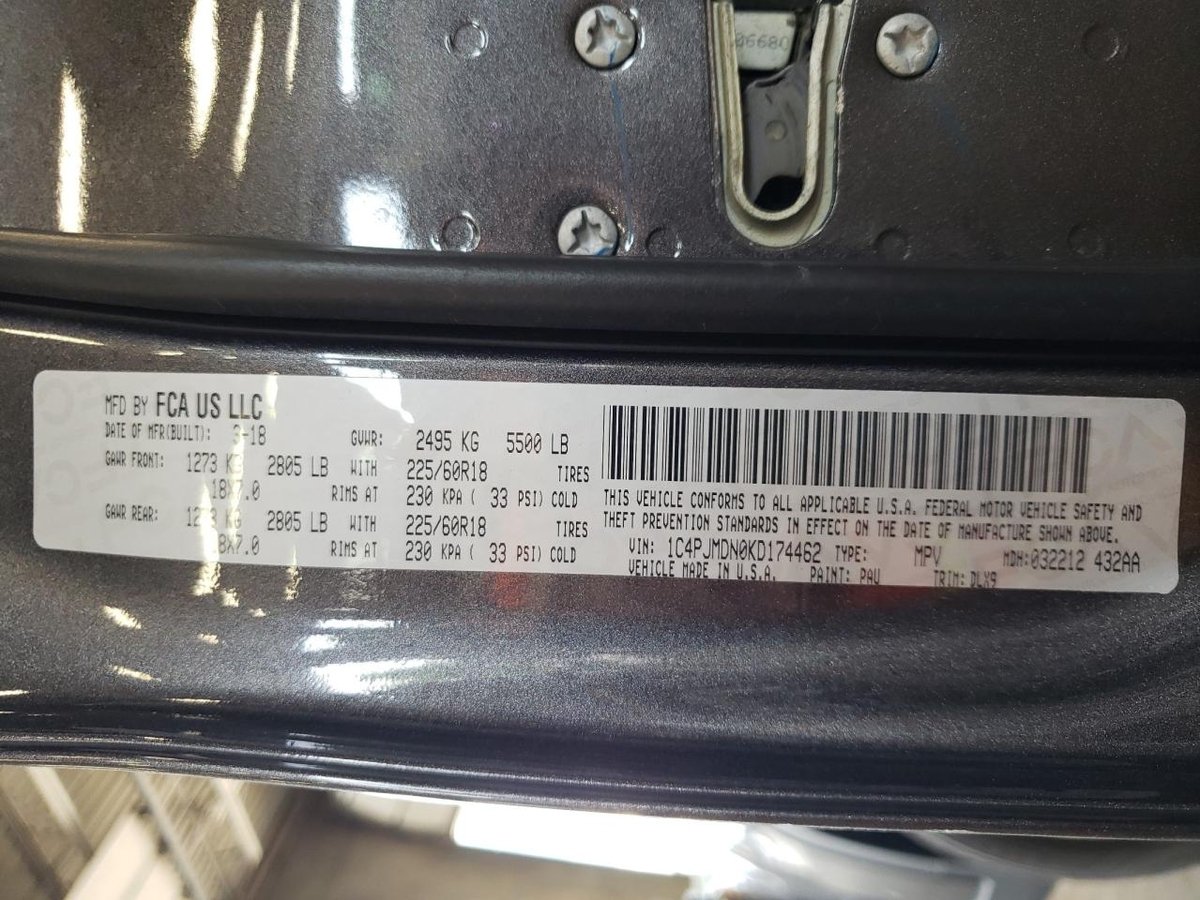 06680
MFD BY FCA US LLC
DATE OF MFR(BUILT): 3-18 GVWR: 2495 KG 5500 LB
GAWR FRONT: 1273 KG 2805 LB WITH 225/60R18 TIRES
18X7.0 RIMS AT 230 KPA ( 33 PSI) COLD
GAWR REAR: 1273 KG 2805 LB WITH 225/60R18 TIRES
18X7.0 RIMS AT 230 KPA ( 33 PSI) COLD
THIS VEHICLE CONFORMS TO ALL APPLICABLE U.S.A. FEDERAL MOTOR VEHICLE SAFETY AND
THEFT PREVENTION STANDARDS IN EFFECT ON THE DATE OF MANUFACTURE SHOWN ABOVE.
VIN: 1C4PJMDN0KD174462 TYPE: MPV MDH:032212 432AA
VEHICLE MADE IN U.S.A. PAINT: PAU TRIM: DLX9